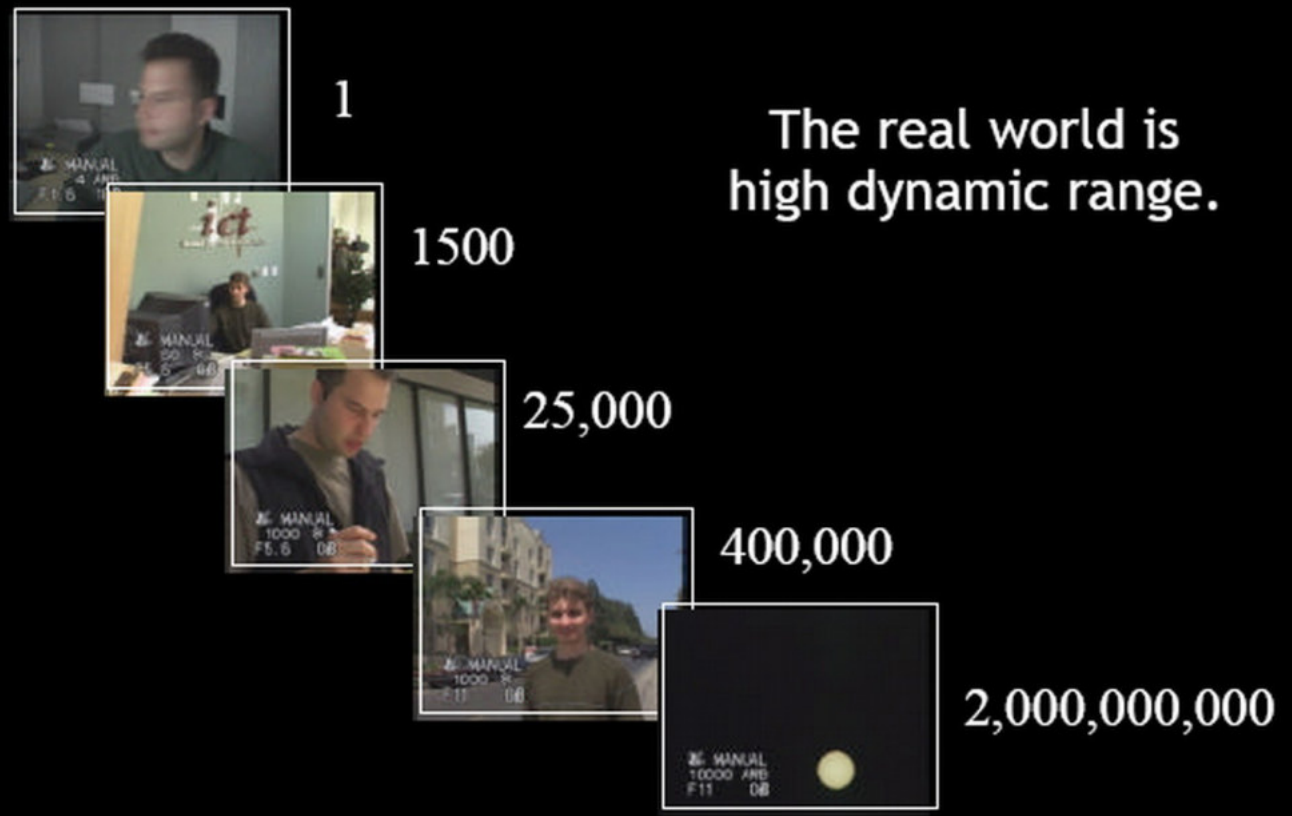 1
MANUAL
The real world is
high dynamic range.
ict
1500
MANUAL
25,000
MANUAL
1000
F5.6 0B
400,000
MANUAL
1000
F11
2,000,000,000
MANUAL
10000
F11 0B